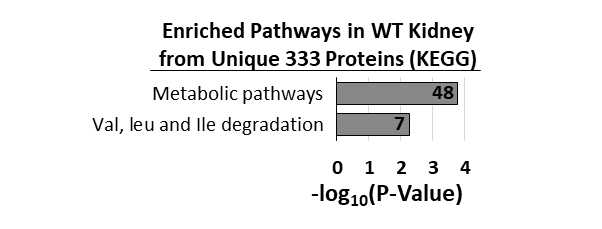 Enriched Pathways in WT Kidney
from Unique 333 Proteins (KEGG)
Metabolic pathways 48
Val, leu and Ile degradation 7
0 1 2 3 4
-log10(P-Value)